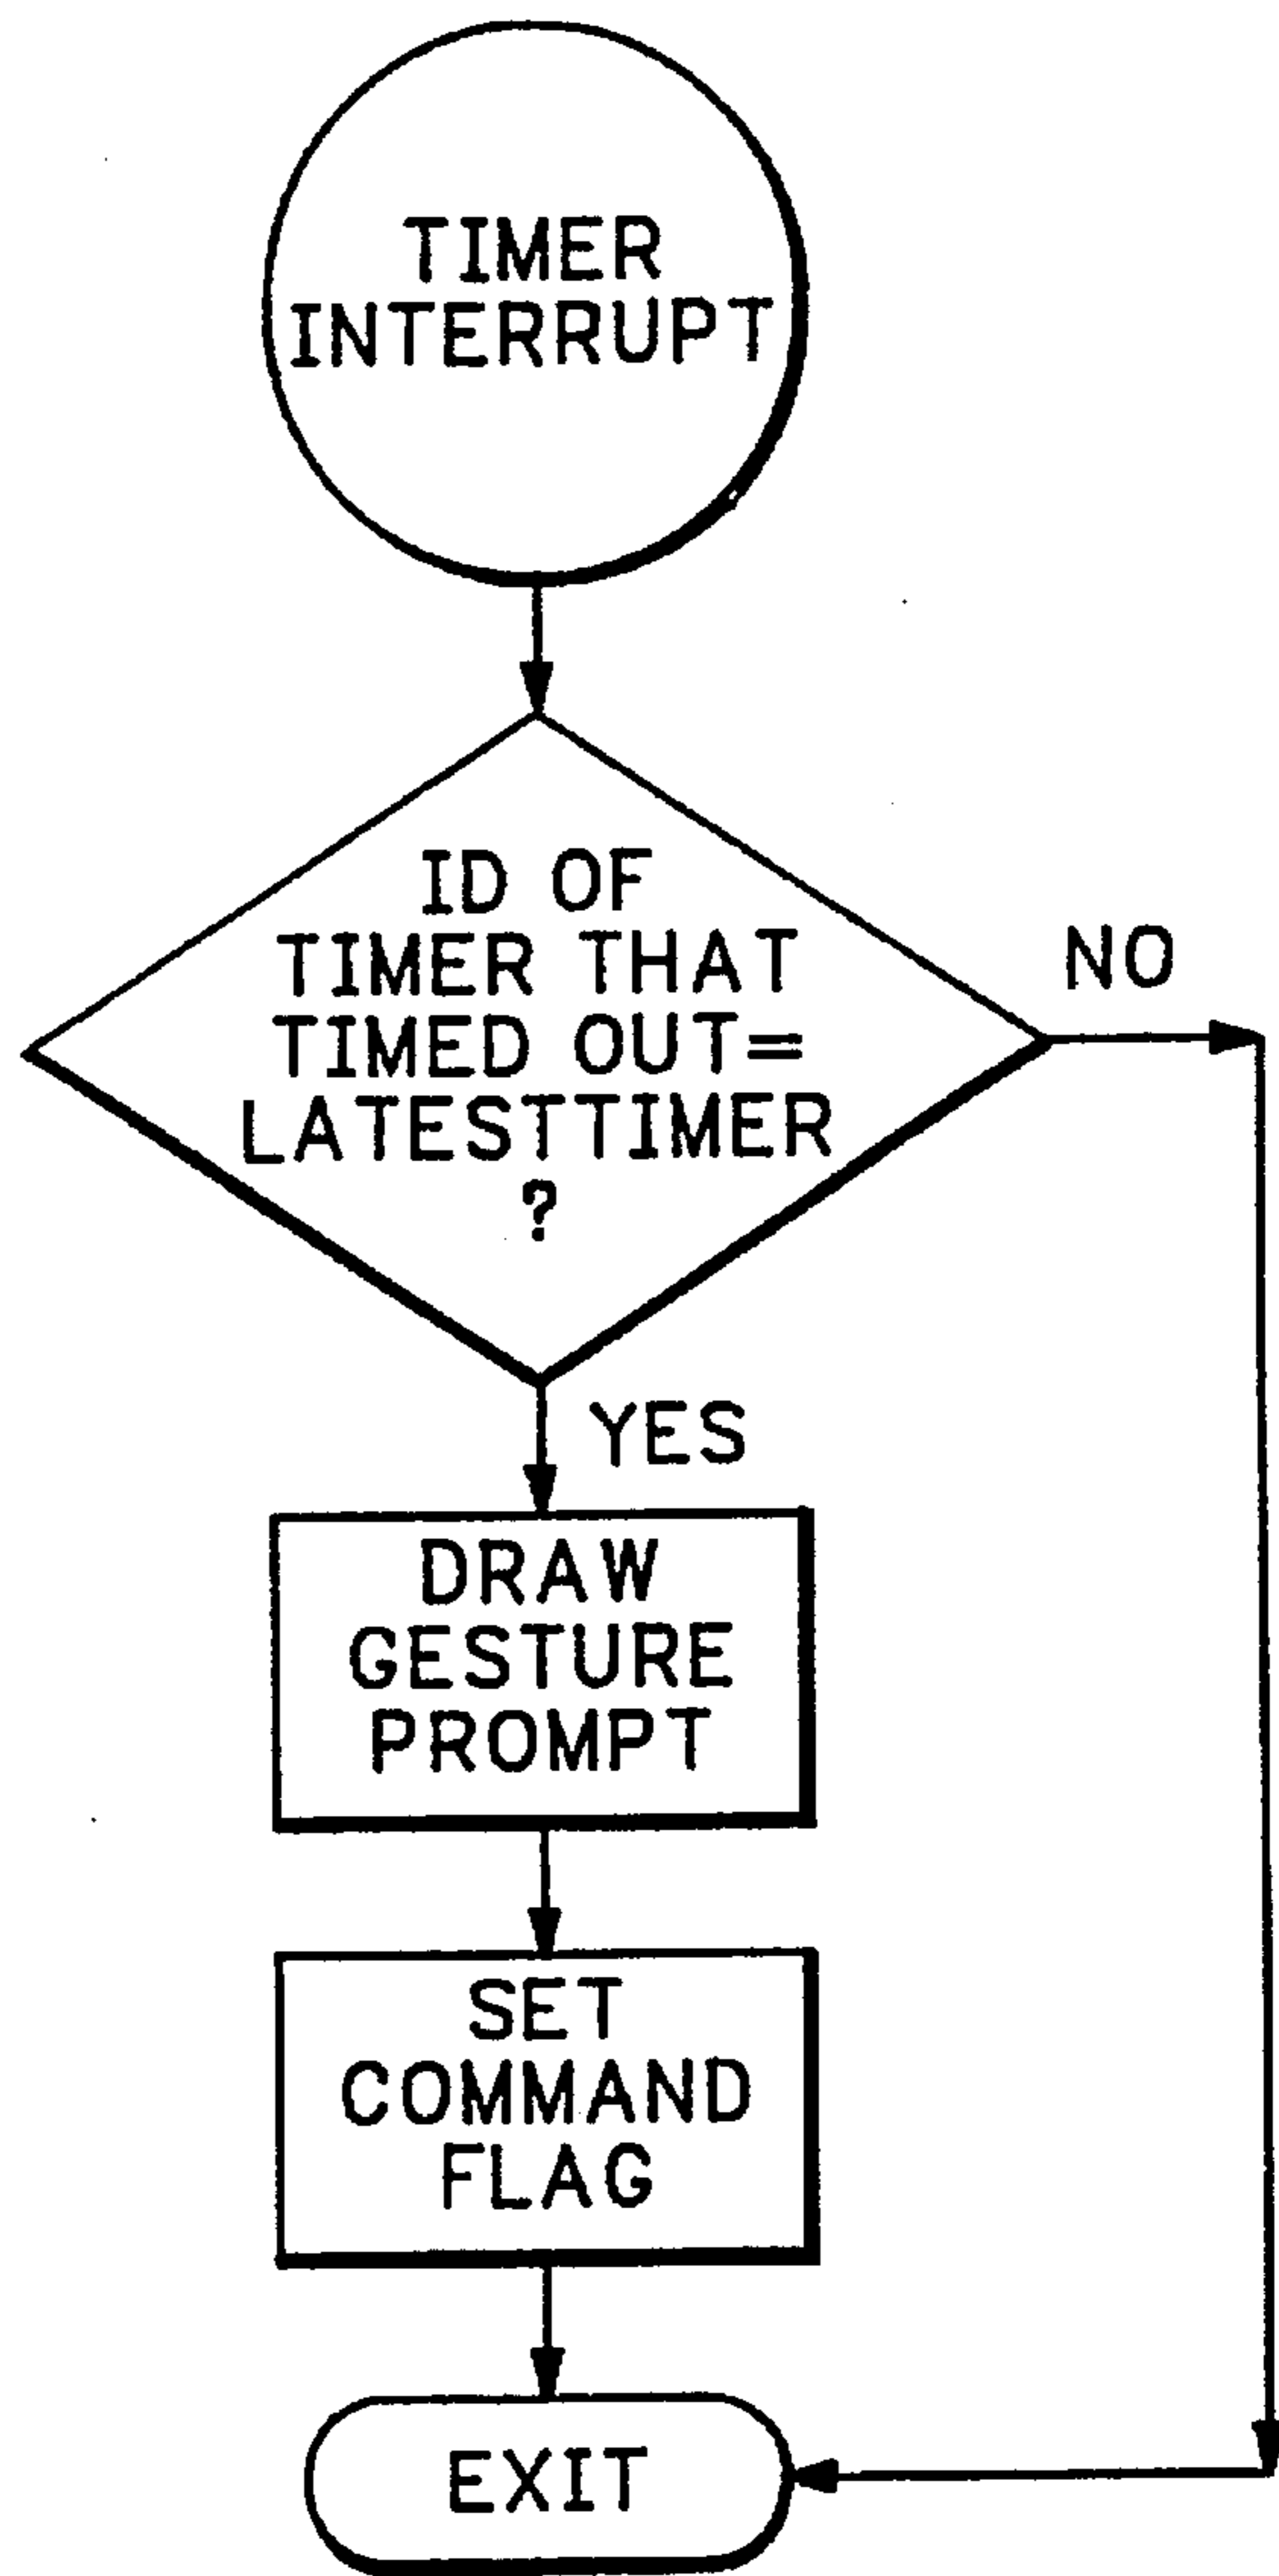 TIMER
INTERRUPT
ID OF
TIMER THAT
TIMED OUT=
LATESTTIMER
?
NO
YES
DRAW
GESTURE
PROMPT
SET
COMMAND
FLAG
EXIT